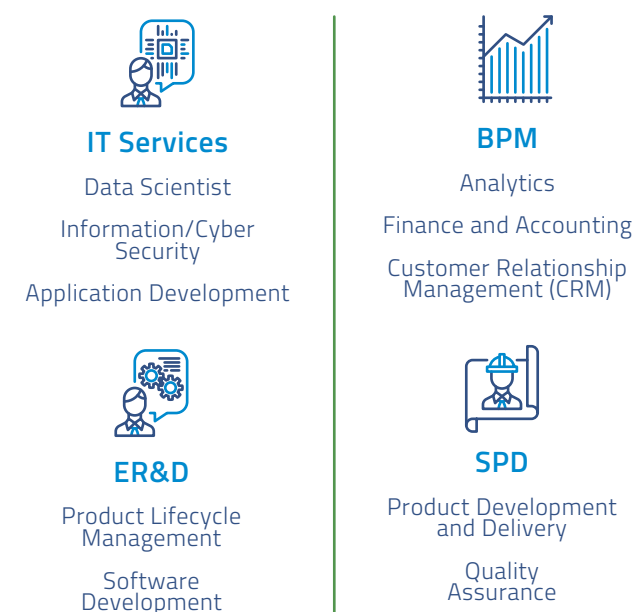 IT Services
Data Scientist
Information/Cyber
Security
Application Development
BPM
Analytics
Finance and Accounting
Customer Relationship
Management (CRM)
ER&D
Product Lifecycle
Management
Software
Development
SPD
Product Development
and Delivery
Quality
Assurance